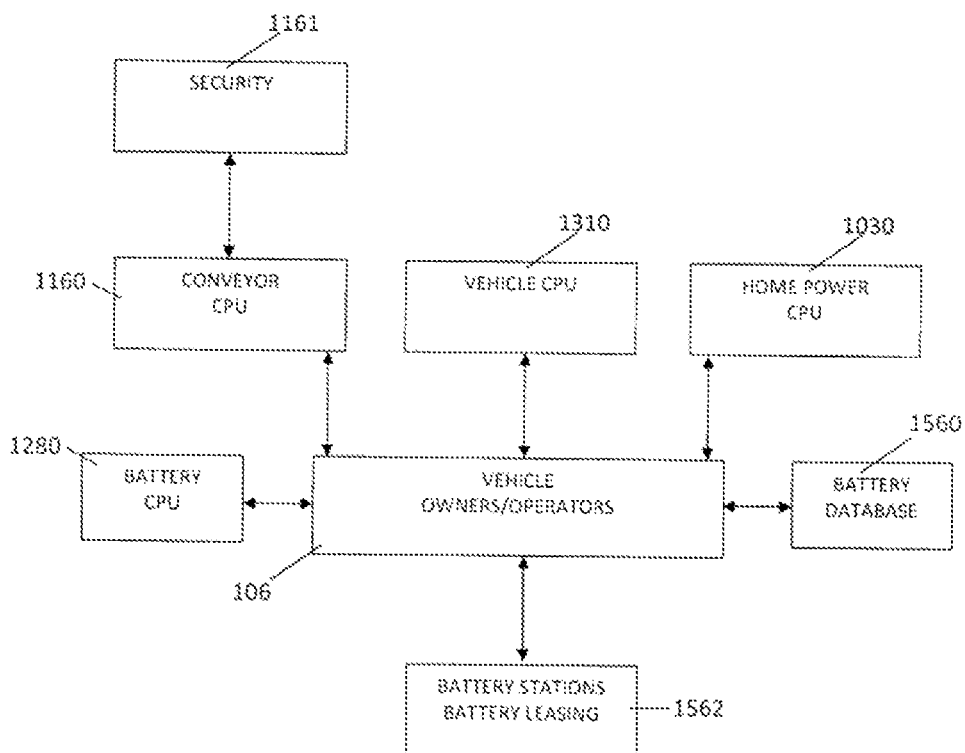 1161
SECURITY
1310
1030
1160
CONVEYOR
CPU
VEHICLE CPU
HOME POWER
CPU
1280
1560
BATTERY
CPU
VEHICLE
OWNERS/OPERATORS
BATTERY
DATABASE
106
BATTERY STATIONS
BATTERY LEASING
1562